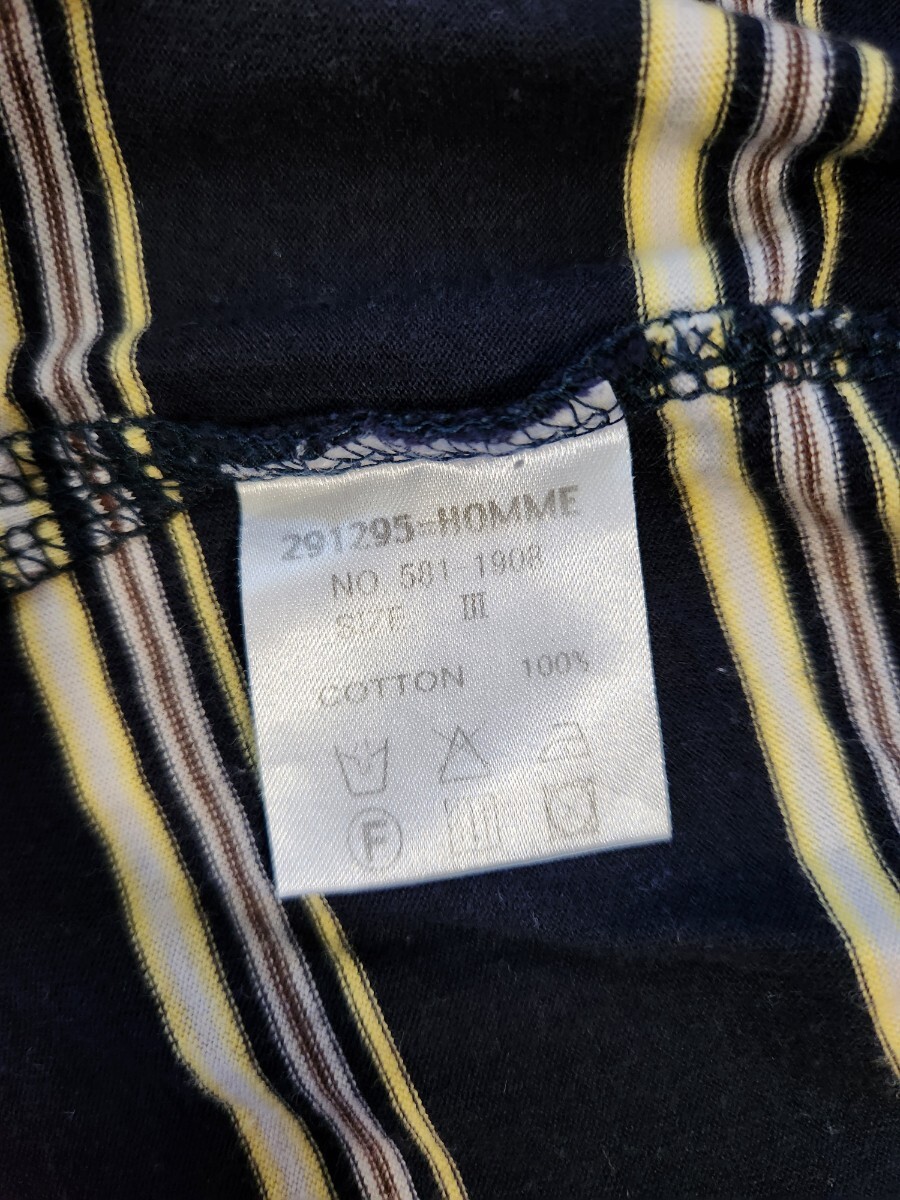 291295=HOMME
NO. 581-1908
SIZE III
COTTON 100%
F